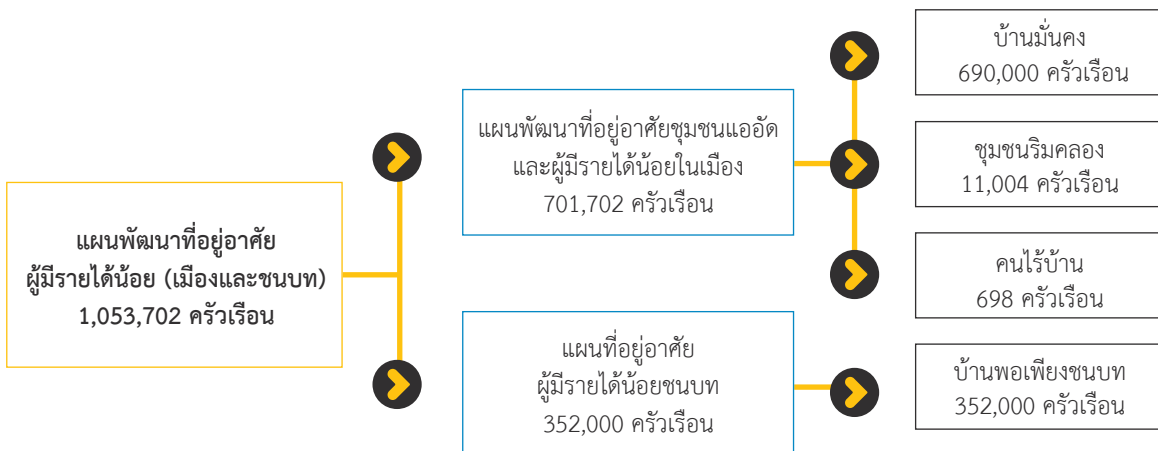 แผนพัฒนาที่อยู่อาศัย
ผู้มีรายได้น้อย (เมืองและชนบท)
1,053,702 ครัวเรือน
แผนพัฒนาที่อยู่อาศัยชุมชนแออัด
และผู้มีรายได้น้อยในเมือง
701,702 ครัวเรือน
บ้านมั่นคง
690,000 ครัวเรือน
ชุมชนริมคลอง
11,004 ครัวเรือน
คนไร้บ้าน
698 ครัวเรือน
แผนที่อยู่อาศัย
ผู้มีรายได้น้อยชนบท
352,000 ครัวเรือน
บ้านพอเพียงชนบท
352,000 ครัวเรือน